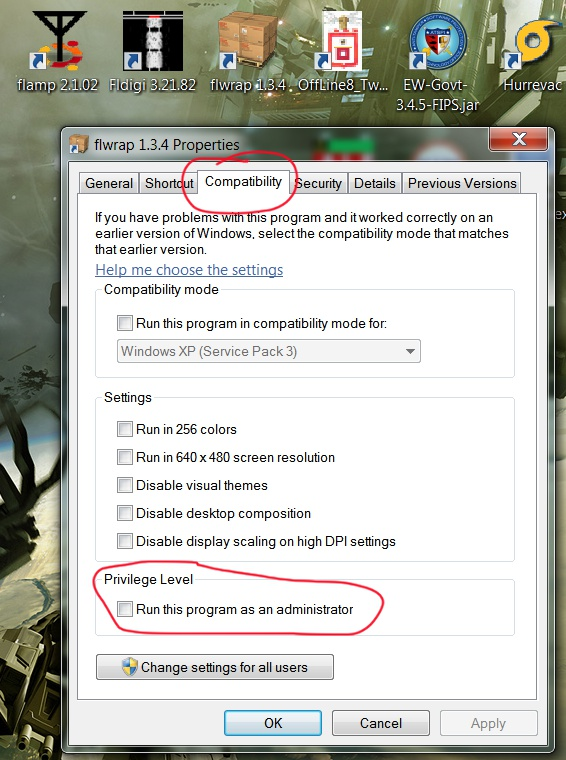 flamp 2.1.02
Fldigi 3.21.82
flwrap 1.3.4
OffLine8_Tw...
EW-Govt-
3.4.5-FIPS.jar
Hurrevac
flwrap 1.3.4 Properties
General
Shortcut
Compatibility
Security
Details
Previous Versions
If you have problems with this program and it worked correctly on an
earlier version of Windows, select the compatibility mode that matches
that earlier version.
Help me choose the settings
Compatibility mode
Run this program in compatibility mode for:
Windows XP (Service Pack 3)
Settings
Run in 256 colors
Run in 640 x 480 screen resolution
Disable visual themes
Disable desktop composition
Disable display scaling on high DPI settings
Privilege Level
Run this program as an administrator
Change settings for all users
OK
Cancel
Apply